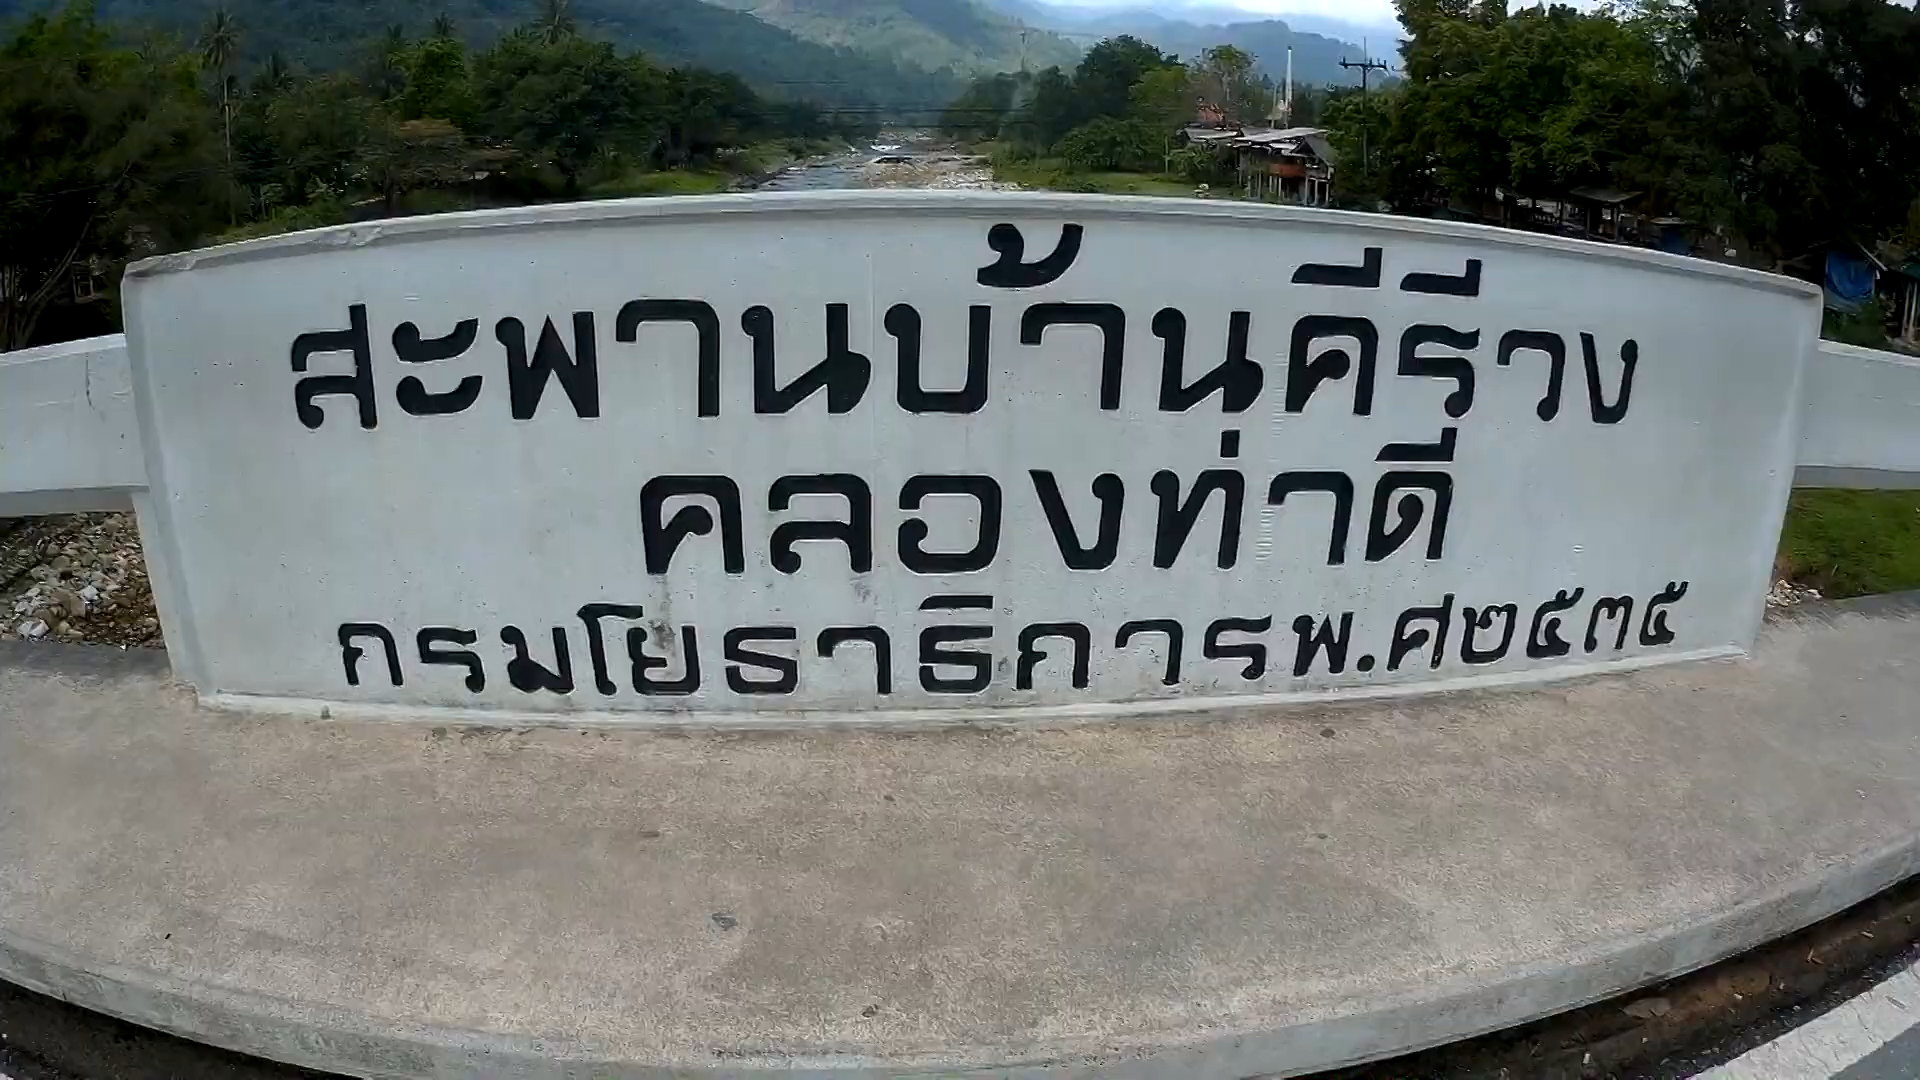 สะพานบ้านคีรีวง
คลองท่าดี
กรมโยธาธิการพ.ศ๒๕๓๕